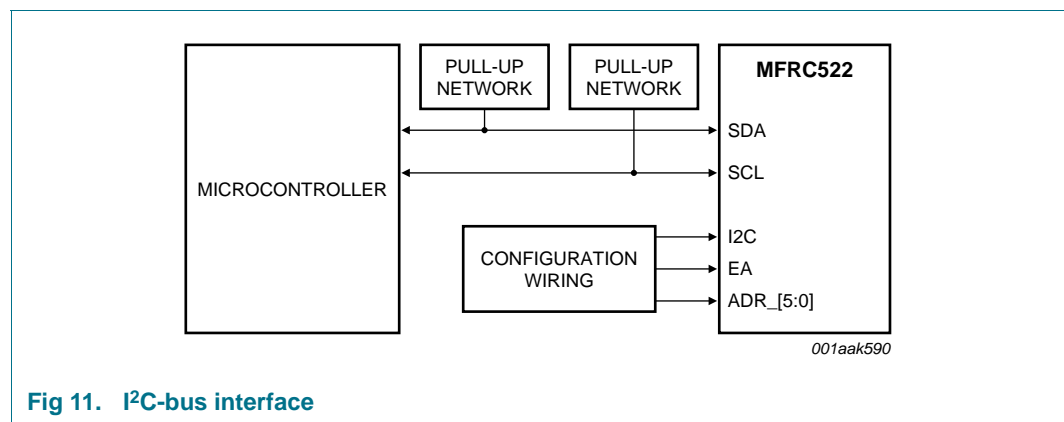 PULL-UP
NETWORK
PULL-UP
NETWORK
MFRC522
SDA
SCL
MICROCONTROLLER
I2C
CONFIGURATION
WIRING
EA
ADR_[5:0]
001aak590
Fig 11. I²C-bus interface